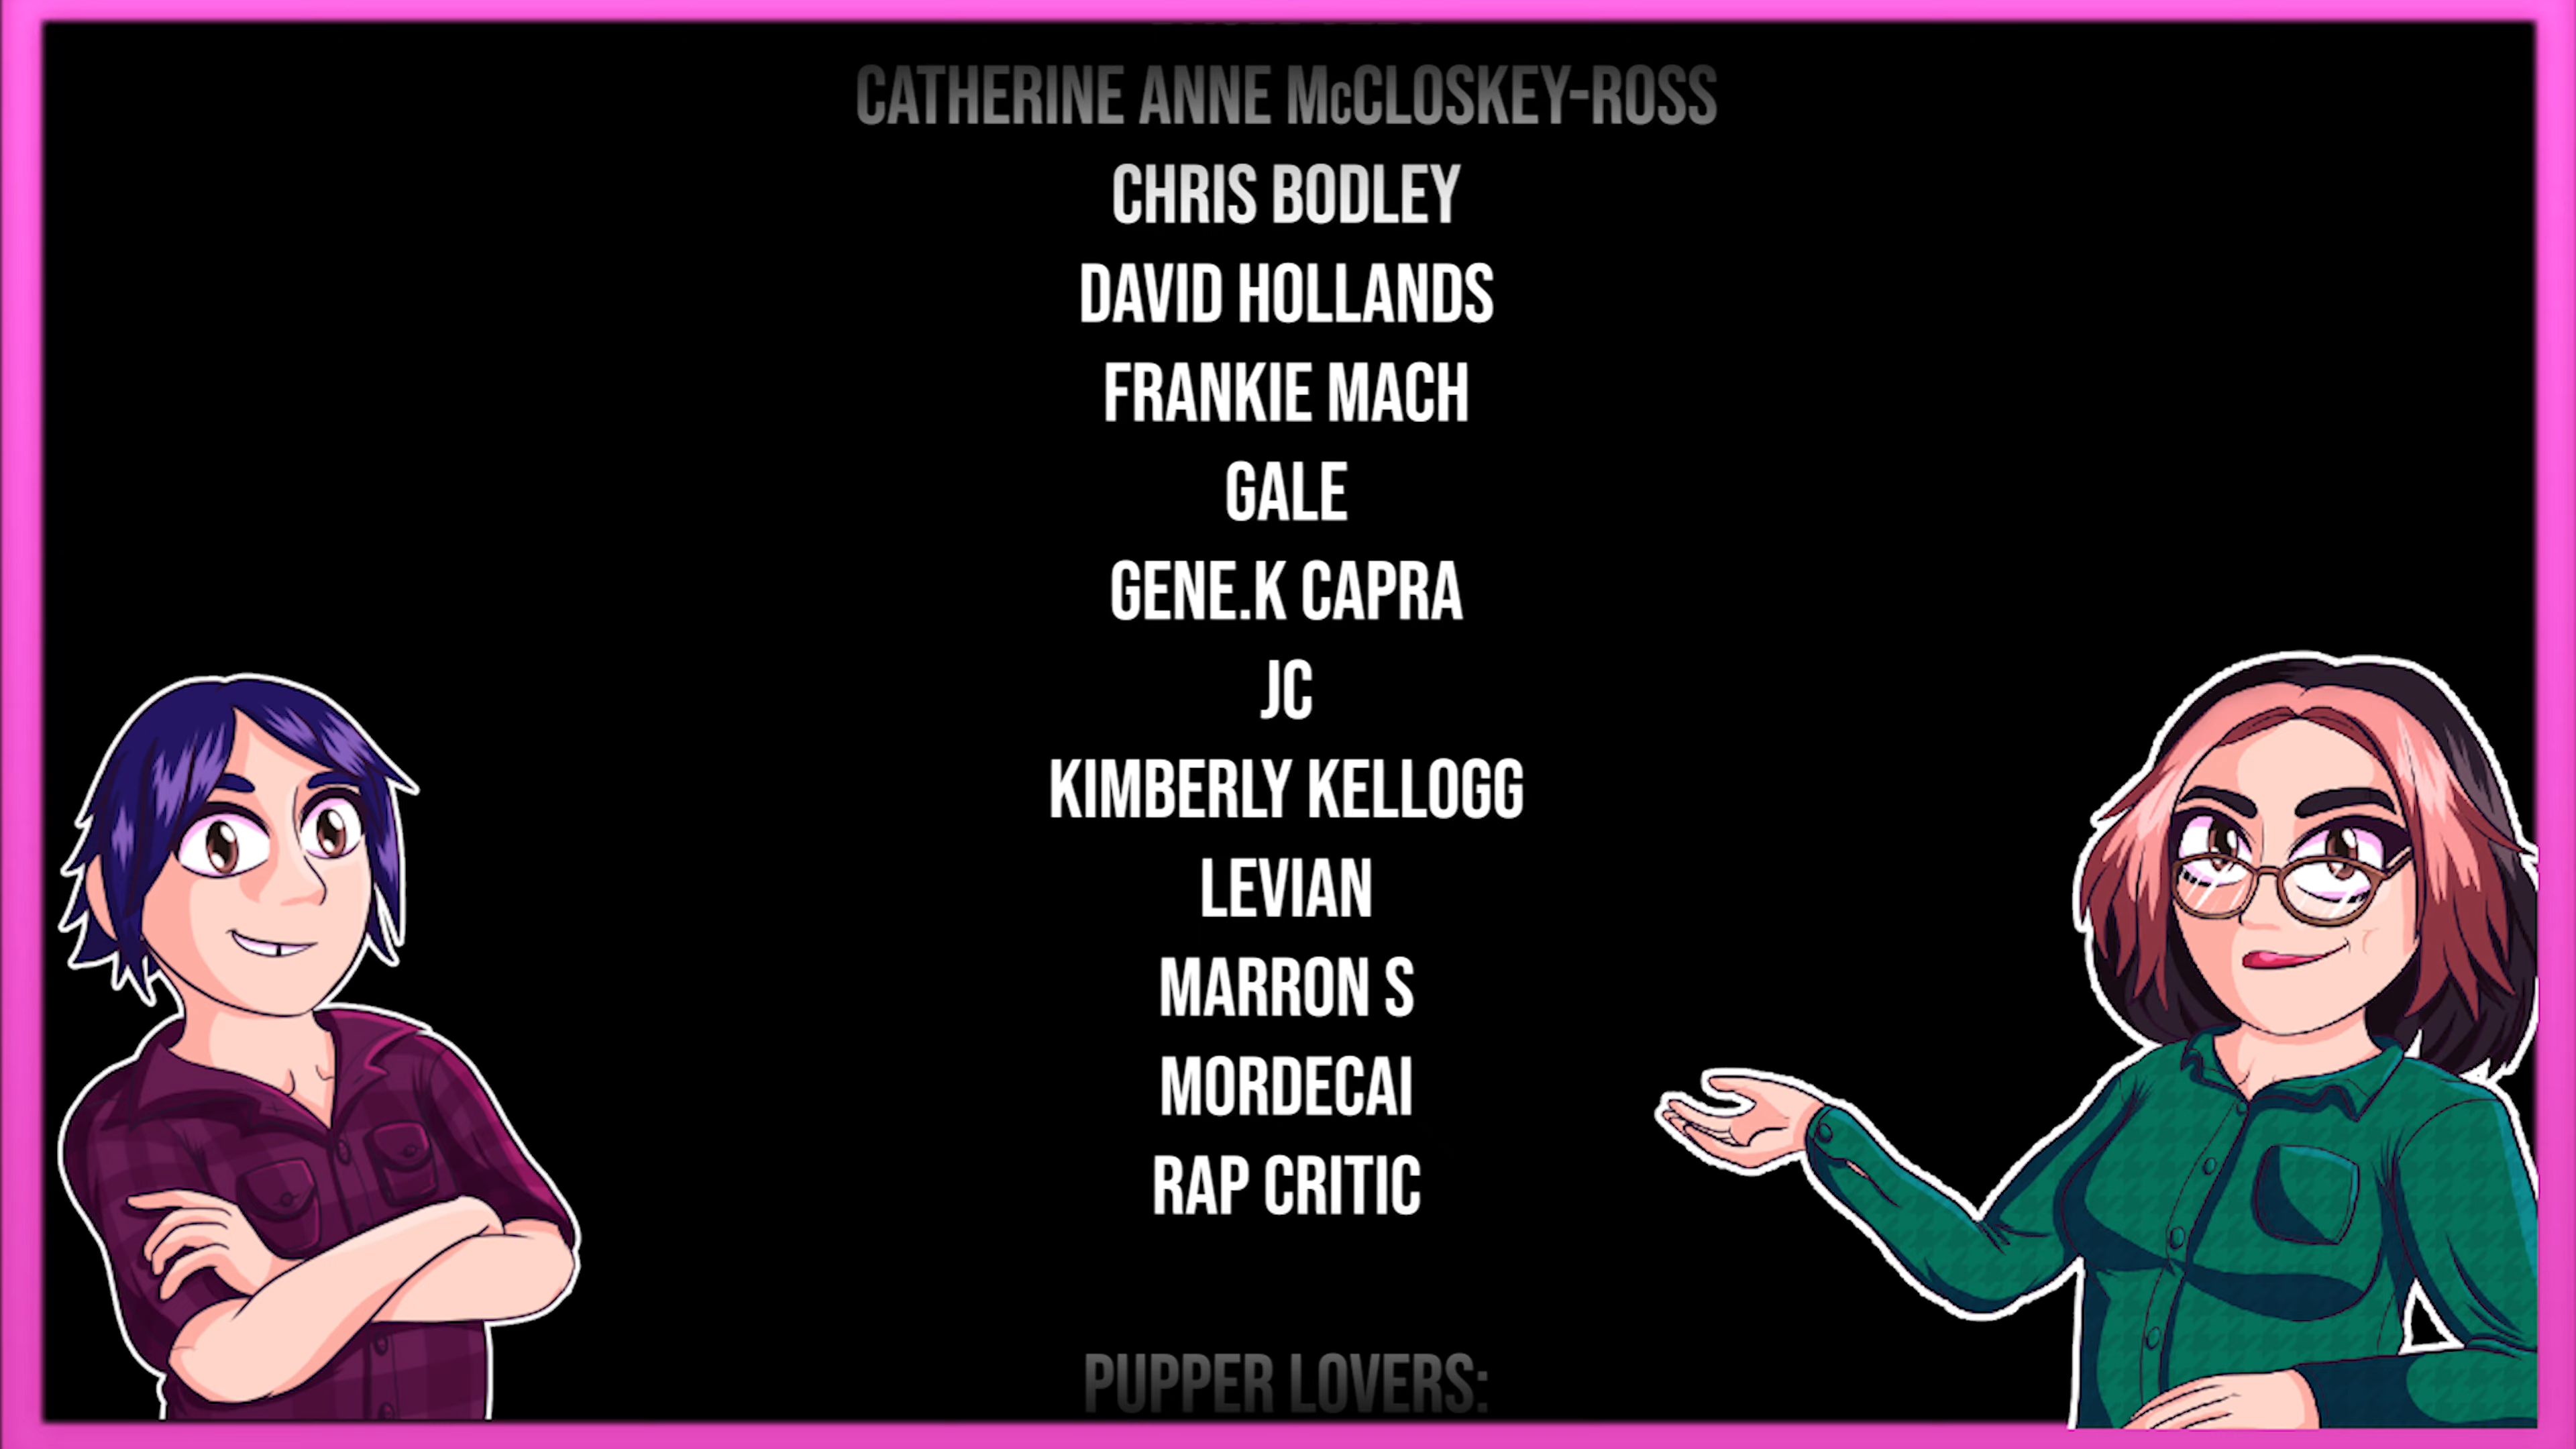 CATHERINE ANNE McCLOSKEY-ROSS
CHRIS BODLEY
DAVID HOLLANDS
FRANKIE MACH
GALE
GENE.K CAPRA
JC
KIMBERLY KELLOGG
LEVIAN
MARRON S
MORDECAI
RAP CRITIC
PUPPER LOVERS: